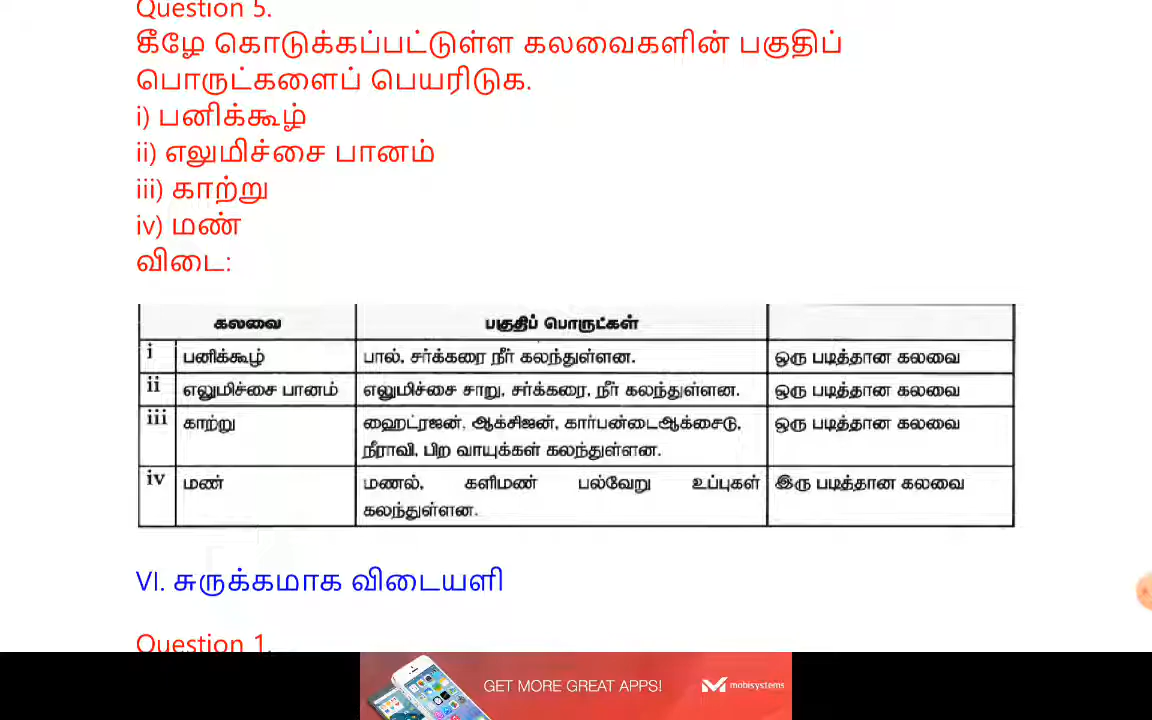 Question 5.
கீழே கொடுக்கப்பட்டுள்ள கலவைகளின் பகுதிப்
பொருட்களைப் பெயரிடுக.
i) பனிக்கூழ்
ii) எலுமிச்சை பானம்
iii) காற்று
iv) மண்
விடை:
கலவை பகுதிப் பொருட்கள்
i பனிக்கூழ் பால், சர்க்கரை நீர் கலந்துள்ளன. ஒரு படித்தான கலவை
ii எலுமிச்சை பானம் எலுமிச்சை சாறு, சர்க்கரை, நீர் கலந்துள்ளன. ஒரு படித்தான கலவை
iii காற்று ஹைட்ரஜன், ஆக்சிஜன், கார்பன்டைஆக்சைடு, ஒரு படித்தான கலவை
நீராவி, பிற வாயுக்கள் கலந்துள்ளன.
iv மண் மணல், களிமண் பல்வேறு உப்புகள் இரு படித்தான கலவை
கலந்துள்ளன.
VI. சுருக்கமாக விடையளி
Question 1.
GET MORE GREAT APPS! mobisystems